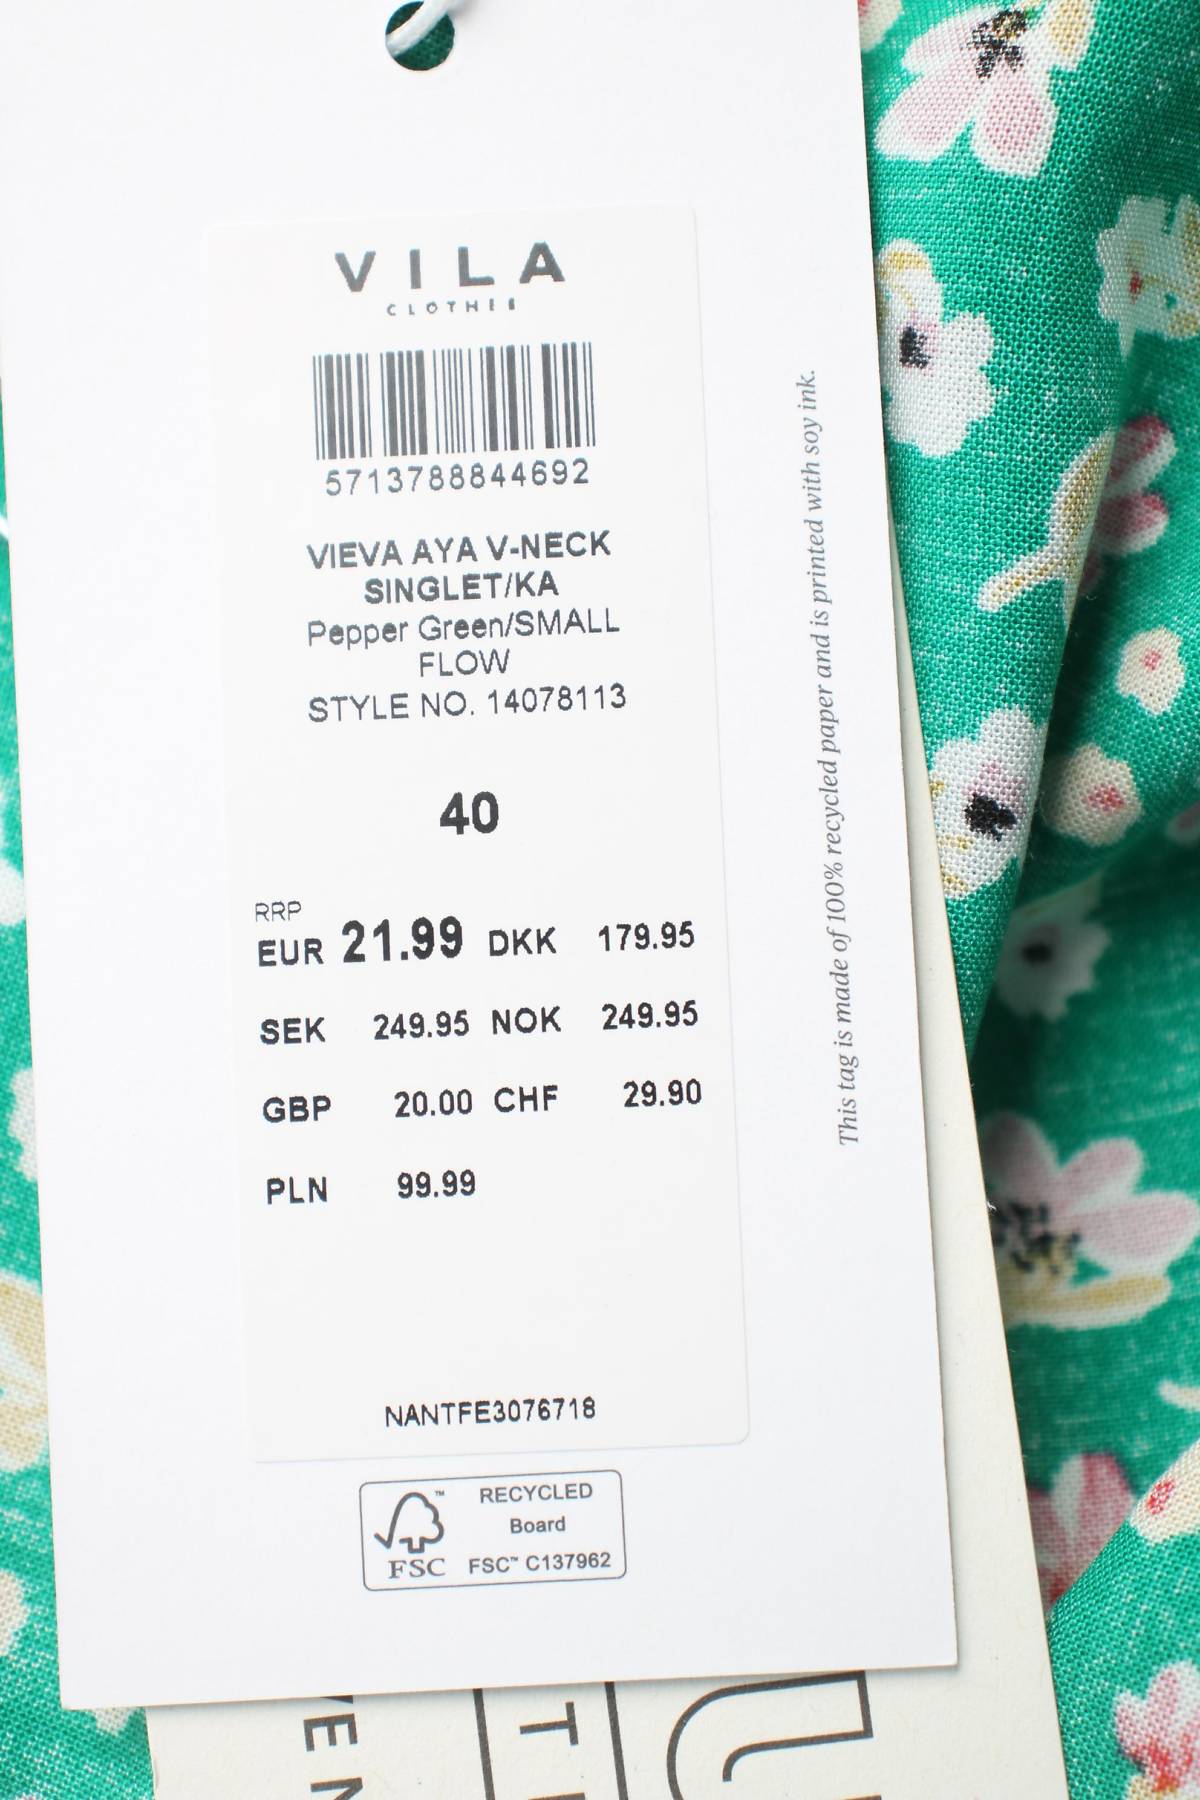 VILA
CLOTHES
5713788844692
VIEVA AYA V-NECK
SINGLET/KA
Pepper Green/SMALL
FLOW
STYLE NO. 14078113
40
RRP
EUR 21.99 DKK 179.95
SEK 249.95 NOK 249.95
GBP 20.00 CHF 29.90
PLN 99.99
NANTFE3076718
RECYCLED
Board
FSC™ C137962
™
FSC
This tag is made of 100% recycled paper and is printed with soy ink.